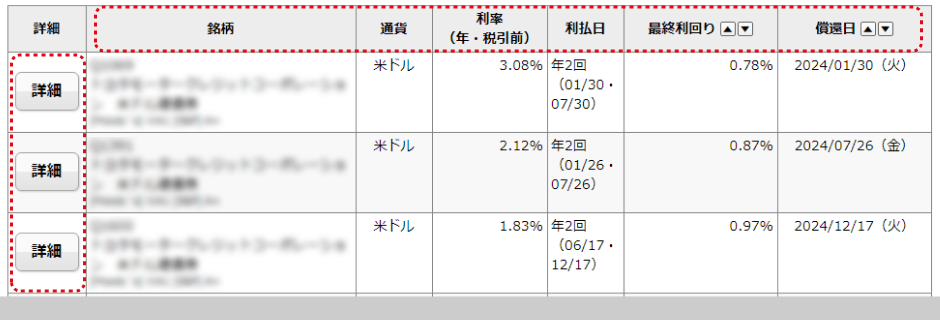 詳細 銘柄 通貨 利率 利払日 最終利回り ▲ ▼ 償還日 ▲ ▼
（年・税引前）
詳細 米ドル 3.08% 年2回 0.78% 2024/01/30（火）
（01/30・
07/30）
詳細 米ドル 2.12% 年2回 0.87% 2024/07/26（金）
（01/26・
07/26）
詳細 米ドル 1.83% 年2回 0.97% 2024/12/17（火）
（06/17・
12/17）